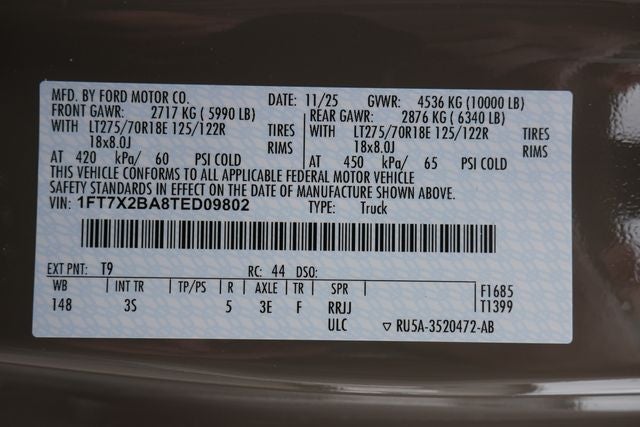 MFD. BY FORD MOTOR CO. DATE: 11/25 GVWR: 4536 KG (10000 LB)
FRONT GAWR: 2717 KG ( 5990 LB) REAR GAWR: 2876 KG ( 6340 LB)
WITH LT275/70R18E 125/122R TIRES WITH LT275/70R18E 125/122R TIRES
18x8.0J RIMS 18x8.0J RIMS
AT 420 kPa/ 60 PSI COLD AT 450 kPa/ 65 PSI COLD
THIS VEHICLE CONFORMS TO ALL APPLICABLE FEDERAL MOTOR VEHICLE
SAFETY STANDARDS IN EFFECT ON THE DATE OF MANUFACTURE SHOWN ABOVE.
VIN: 1FT7X2BA8TED09802 TYPE: Truck
EXT PNT: T9 RC: 44 DSO:
WB INT TR TP/PS R AXLE TR SPR F1685
148 3S 5 3E F RRJJ T1399
ULC RU5A-3520472-AB